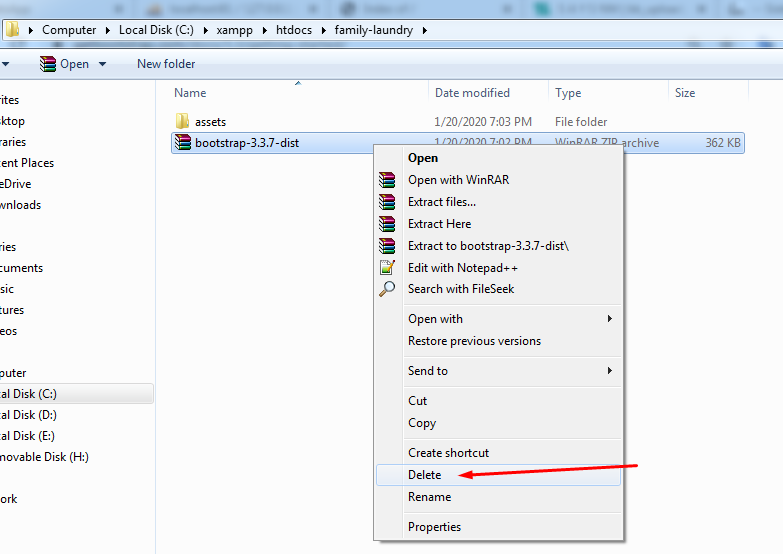 Computer Local Disk (C:) xampp htdocs family-laundry
Open New folder
Name Date modified Type Size
rites
sktop
raries
cent Places
eDrive
wnloads
ries
cuments
sic
tures
eos
puter
al Disk (C:)
al Disk (D:)
al Disk (E:)
movable Disk (H:)
ork
assets 1/20/2020 7:03 PM File folder
bootstrap-3.3.7-dist 1/20/2020 7:02 PM WinRAR ZIP archive 362 KB
Open
Open with WinRAR
Extract files...
Extract Here
Extract to bootstrap-3.3.7-dist\
Edit with Notepad++
Search with FileSeek
Open with
Restore previous versions
Send to
Cut
Copy
Create shortcut
Delete
Rename
Properties